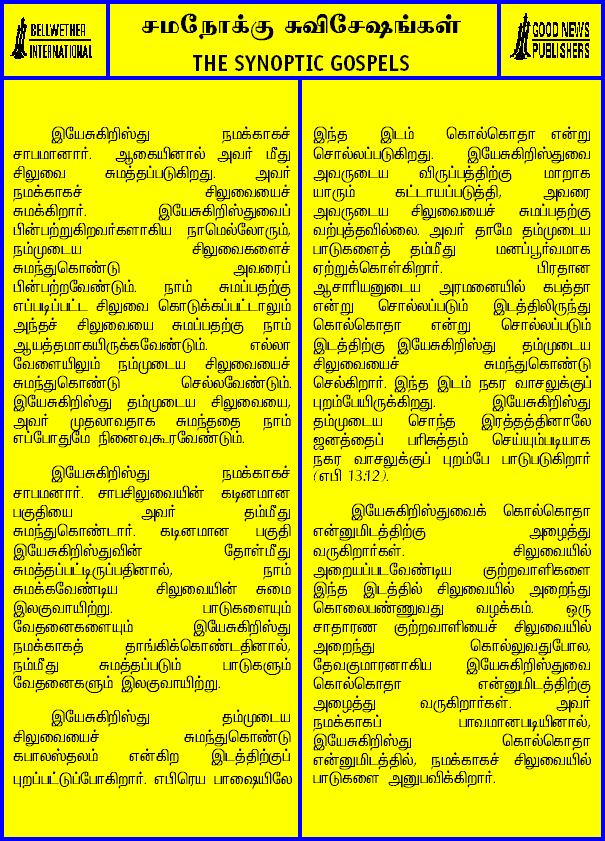 BELLWETHER
INTERNATIONAL
சமநோக்கு சுவிசேஷங்கள்
THE SYNOPTIC GOSPELS
GOOD NEWS
PUBLISHERS
இயேசுகிறிஸ்து நமக்காகச்
சாபமானார். ஆகையினால் அவர் மீது
சிலுவை சுமத்தப்படுகிறது. அவர்
நமக்காகச் சிலுவையைச்
சுமக்கிறார். இயேசுகிறிஸ்துவைப்
பின்பற்றுகிறவர்களாகிய நாமெல்லோரும்,
நம்முடைய சிலுவைகளைச்
சுமந்துகொண்டு அவரைப்
பின்பற்றவேண்டும். நாம் சுமப்பதற்கு
எப்படிப்பட்ட சிலுவை கொடுக்கப்பட்டாலும்
அந்தச் சிலுவையை சுமப்பதற்கு நாம்
ஆயத்தமாகயிருக்கவேண்டும். எல்லா
வேளையிலும் நம்முடைய சிலுவையைச்
சுமந்துகொண்டு செல்லவேண்டும்.
இயேசுகிறிஸ்து தம்முடைய சிலுவையை,
அவர் முதலாவதாக சுமந்ததை நாம்
எப்போதுமே நினைவுகூரவேண்டும்.
இயேசுகிறிஸ்து நமக்காகச்
சாபமனார். சாபசிலுவையின் கடினமான
பகுதியை அவர் தம்மீது
சுமந்துகொண்டார். கடினமான பகுதி
இயேசுகிறிஸ்துவின் தோள்மீது
சுமத்தப்பட்டிருப்பதினால், நாம்
சுமக்கவேண்டிய சிலுவையின் சுமை
இலகுவாயிற்று. பாடுகளையும்
வேதனைகளையும் இயேசுகிறிஸ்து
நமக்காகத் தாங்கிக்கொண்டதினால்,
நம்மீது சுமத்தப்படும் பாடுகளும்
வேதனைகளும் இலகுவாயிற்று.
இயேசுகிறிஸ்து தம்முடைய
சிலுவையைச் சுமந்துகொண்டு
கபாலஸ்தலம் என்கிற இடத்திற்குப்
புறப்பட்டுப்போகிறார். எபிரெய பாஷையிலே
இந்த இடம் கொல்கொதா என்று
சொல்லப்படுகிறது. இயேசுகிறிஸ்துவை
அவருடைய விருப்பத்திற்கு மாறாக
யாரும் கட்டாயப்படுத்தி, அவரை
அவருடைய சிலுவையைச் சுமப்பதற்கு
வற்புத்தவில்லை. அவர் தாமே தம்முடைய
பாடுகளைத் தம்மீது மனப்பூர்வமாக
ஏற்றுக்கொள்கிறார். பிரதான
ஆசாரியனுடைய அரமனையில் கபத்தா
என்று சொல்லப்படும் இடத்திலிருந்து
கொல்கொதா என்று சொல்லப்படும்
இடத்திற்கு இயேசுகிறிஸ்து தம்முடைய
சிலுவையைச் சுமந்துகொண்டு
செல்கிறார். இந்த இடம் நகர வாசலுக்குப்
புறம்பேயிருக்கிறது. இயேசுகிறிஸ்து
தம்முடைய சொந்த இரத்தத்தினாலே
ஜனத்தைப் பரிசுத்தம் செய்யும்படியாக
நகர வாசலுக்குப் புறம்பே பாடுபடுகிறார்
(எபி 13:12).
இயேசுகிறிஸ்துவைக் கொல்கொதா
என்னுமிடத்திற்கு அழைத்து
வருகிறார்கள். சிலுவையில்
அறையப்படவேண்டிய குற்றவாளிகளை
இந்த இடத்தில் சிலுவையில் அறைந்து
கொலைபண்ணுவது வழக்கம். ஒரு
சாதாரண குற்றவாளியைச் சிலுவையில்
அறைந்து கொல்லுவதுபோல,
தேவகுமாரனாகிய இயேசுகிறிஸ்துவை
கொல்கொதா என்னுமிடத்திற்கு
அழைத்து வருகிறார்கள். அவர்
நமக்காகப் பாவமானபடியினால்,
இயேசுகிறிஸ்து கொல்கொதா
என்னுமிடத்தில், நமக்காகச் சிலுவையில்
பாடுகளை அனுபவிக்கிறார்.